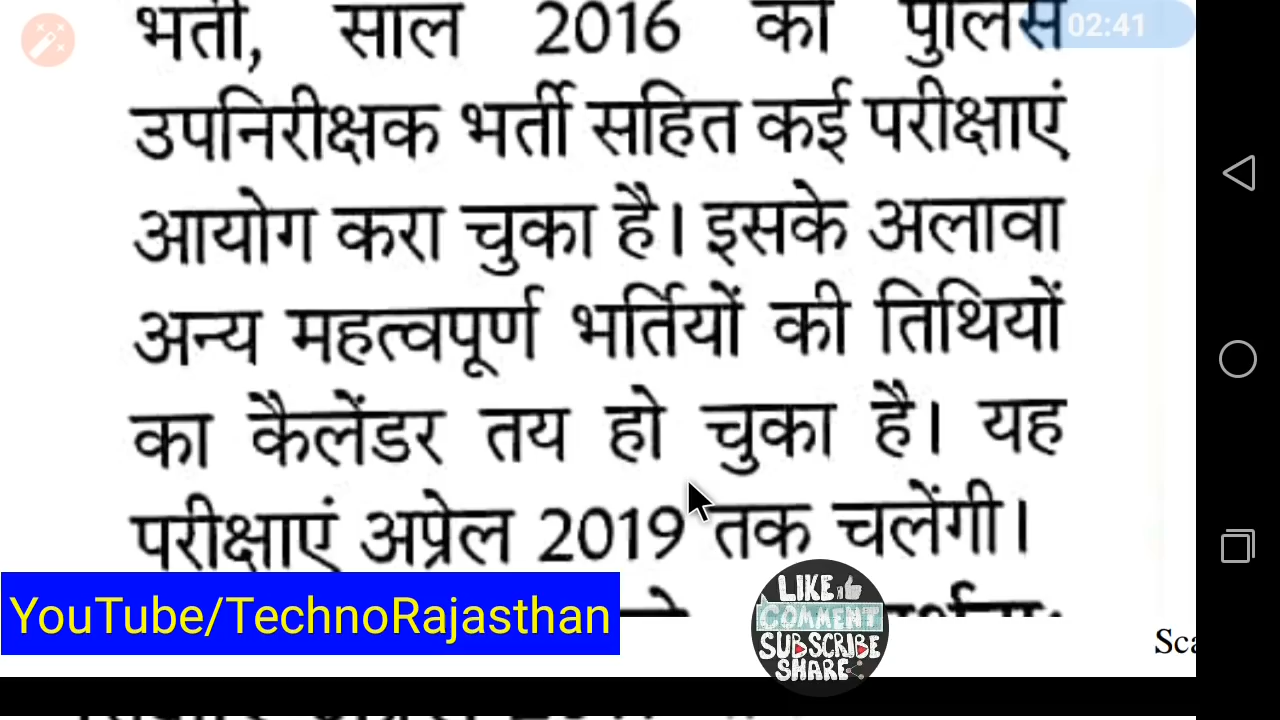 भर्ती, साल 2016 की पुलिस
02:41
उपनिरीक्षक भर्ती सहित कई परीक्षाएं
आयोग करा चुका है। इसके अलावा
अन्य महत्वपूर्ण भर्तियों की तिथियों
का कैलेंडर तय हो चुका है। यह
परीक्षाएं अप्रेल 2019 तक चलेंगी।
YouTube/TechnoRajasthan
LIKE
COMMENT
SUBSCRIBE
SHARE
Sca